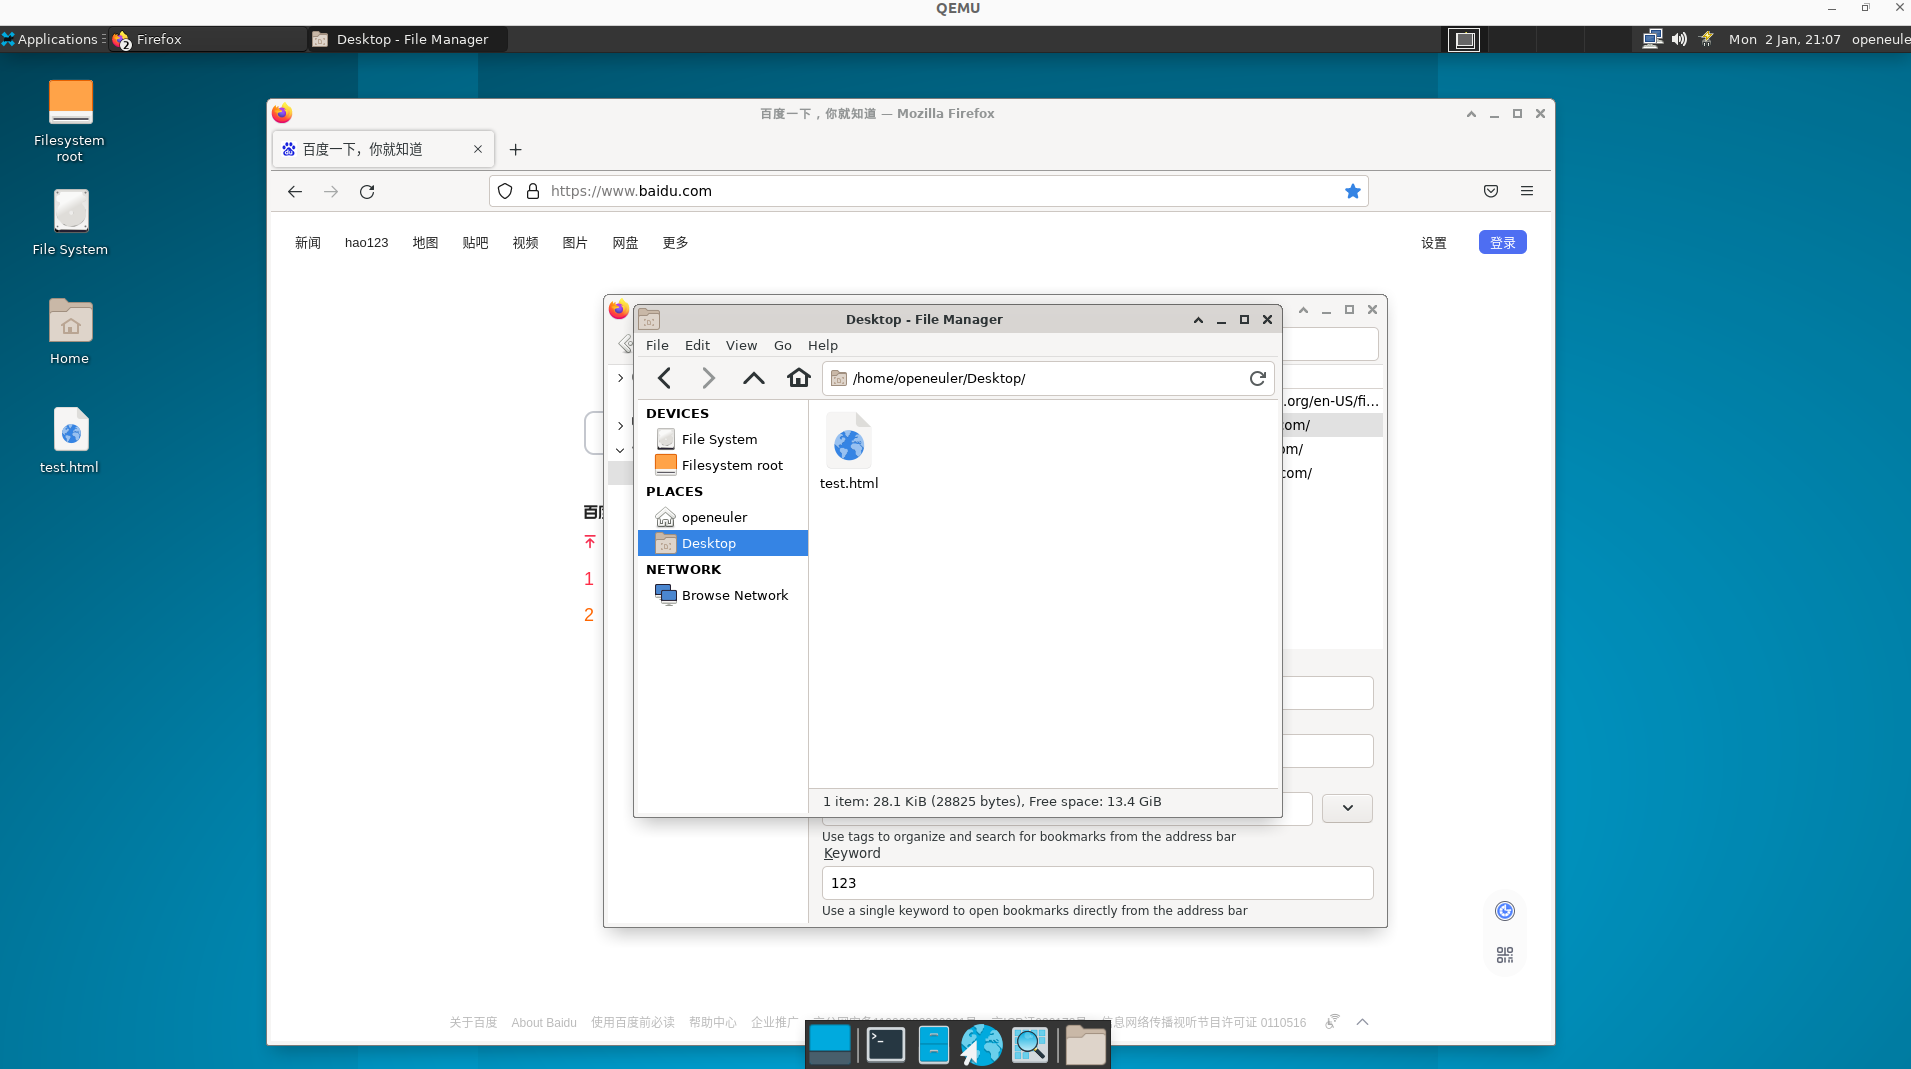 QEMU
Applications
Firefox
Desktop - File Manager
Mon 2 Jan, 21:07
openeule
Filesystem
root
File System
Home
test.html
百度一下，你就知道 — Mozilla Firefox
百度一下，你就知道
https://www.baidu.com
新闻 hao123 地图 贴吧 视频 图片 网盘 更多
设置 登录
Desktop - File Manager
File Edit View Go Help
/home/openeuler/Desktop/
DEVICES
File System
Filesystem root
PLACES
openeuler
Desktop
NETWORK
Browse Network
test.html
1 item: 28.1 KiB (28825 bytes), Free space: 13.4 GiB
.org/en-US/fi...
com/
om/
com/
1
2
Use tags to organize and search for bookmarks from the address bar
Keyword
123
Use a single keyword to open bookmarks directly from the address bar
关于百度 About Baidu 使用百度前必读 帮助中心 企业推广 信息网络传播视听节目许可证 0110516